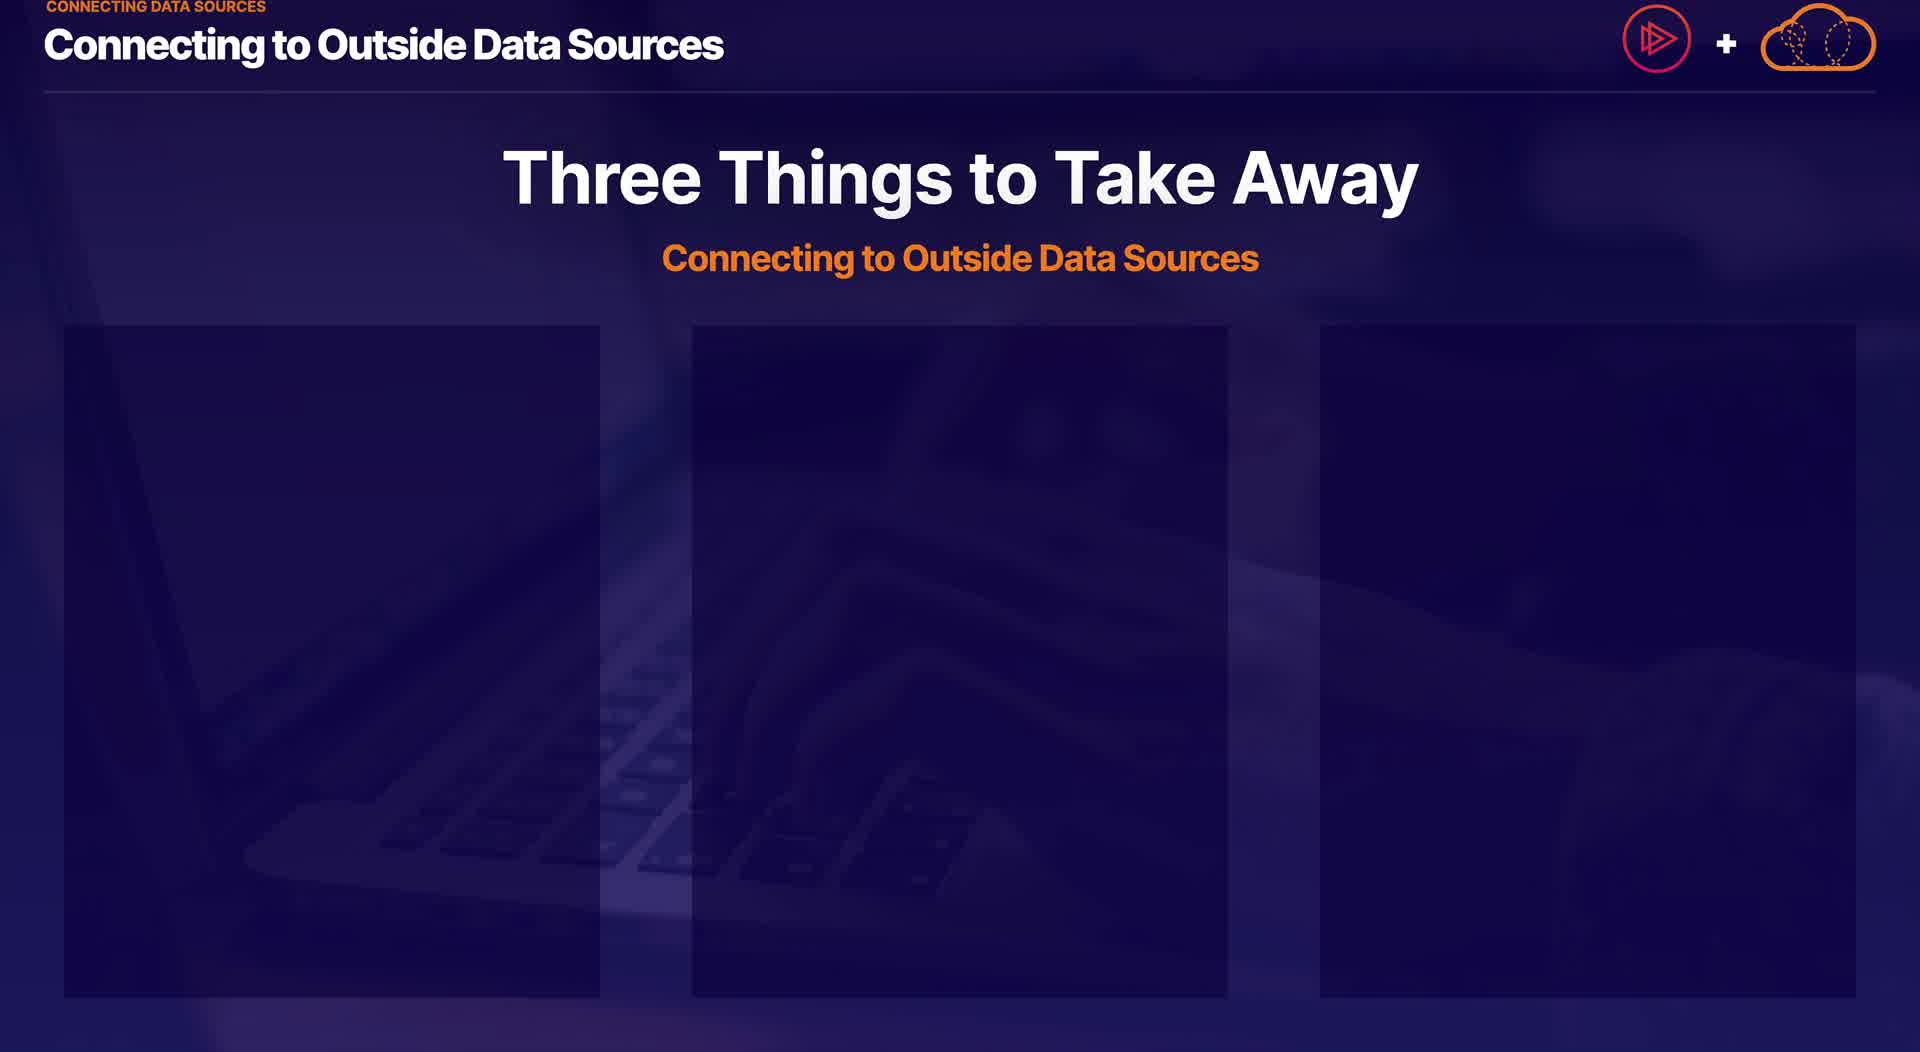 CONNECTING DATA SOURCES
Connecting to Outside Data Sources
+
Three Things to Take Away
Connecting to Outside Data Sources